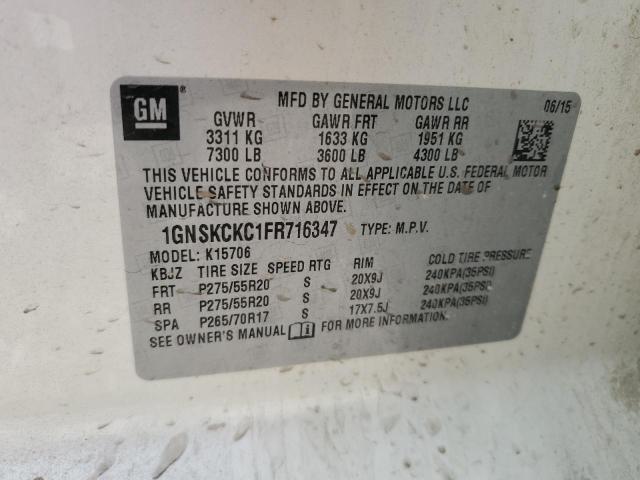 GM ®
MFD BY GENERAL MOTORS LLC 06/15
GVWR GAWR FRT GAWR RR
3311 KG 1633 KG 1951 KG
7300 LB 3600 LB 4300 LB
THIS VEHICLE CONFORMS TO ALL APPLICABLE U.S. FEDERAL MOTOR
VEHICLE SAFETY STANDARDS IN EFFECT ON THE DATE OF
MANUFACTURE SHOWN ABOVE.
1GNSKCKC1FR716347 TYPE: M.P.V.
MODEL: K15706
KBJZ TIRE SIZE SPEED RTG RIM COLD TIRE PRESSURE
FRT P275/55R20 S 20X9J 240KPA(35PSI)
RR P275/55R20 S 20X9J 240KPA(35PSI)
SPA P265/70R17 S 17X7.5J 240KPA(35PSI)
SEE OWNER'S MANUAL FOR MORE INFORMATION.